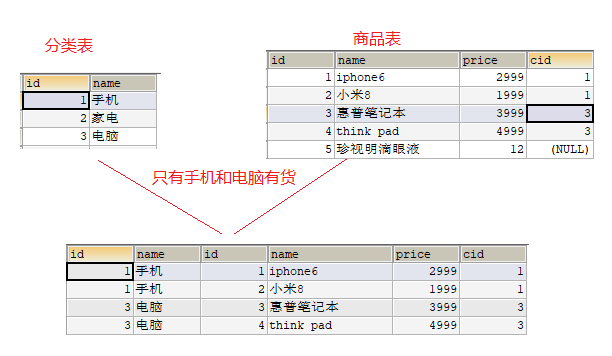 分类表
商品表
id name
1 手机
2 家电
3 电脑
id name price cid
1 iphone6 2999 1
2 小米8 1999 1
3 惠普笔记本 3999 3
4 think pad 4999 3
5 珍视明滴眼液 12 (NULL)
只有手机和电脑有货
id name id name price cid
1 手机 1 iphone6 2999 1
1 手机 2 小米8 1999 1
3 电脑 3 惠普笔记本 3999 3
3 电脑 4 think pad 4999 3